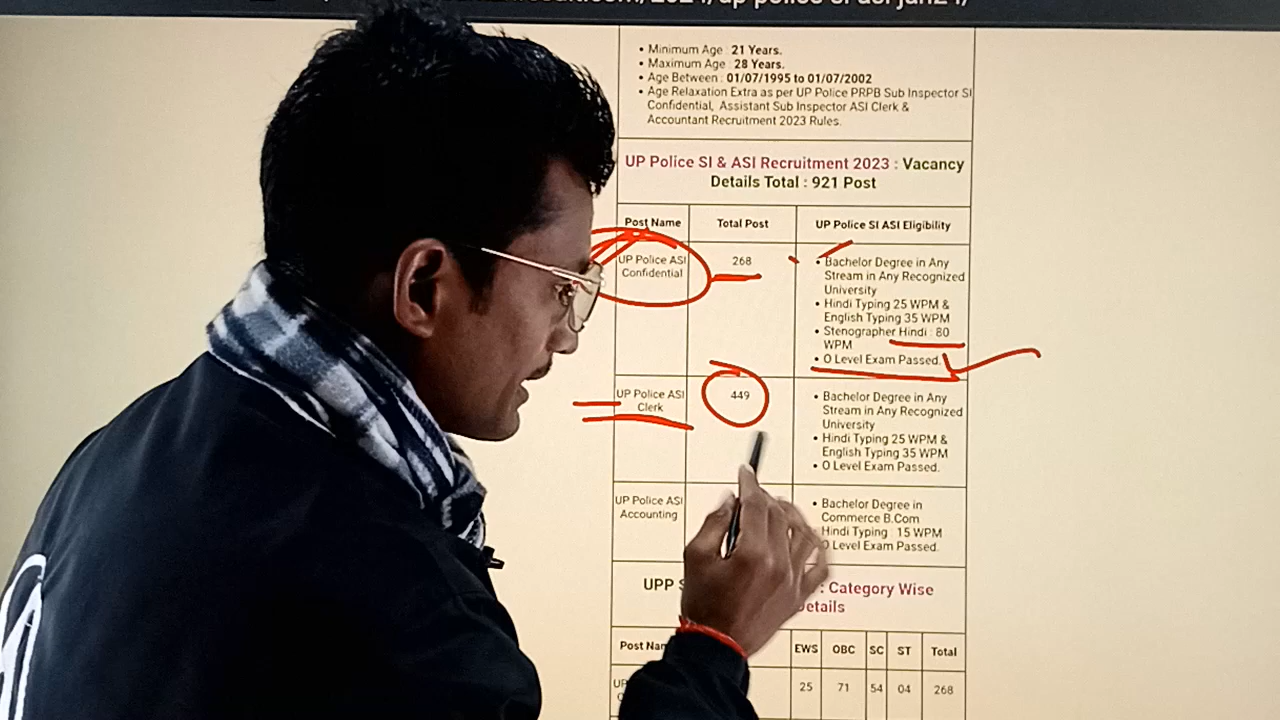 • Minimum Age : 21 Years.
• Maximum Age : 28 Years.
• Age Between : 01/07/1995 to 01/07/2002
• Age Relaxation Extra as per UP Police PRPB Sub Inspector SI
Confidential, Assistant Sub Inspector ASI Clerk &
Accountant Recruitment 2023 Rules.
UP Police SI & ASI Recruitment 2023 : Vacancy
Details Total : 921 Post
Post Name
Total Post
UP Police SI ASI Eligibility
UP Police ASI
Confidential
268
• Bachelor Degree in Any
Stream in Any Recognized
University
• Hindi Typing 25 WPM &
English Typing 35 WPM
• Stenographer Hindi : 80
WPM
• O Level Exam Passed.
UP Police ASI
Clerk
449
• Bachelor Degree in Any
Stream in Any Recognized
University
• Hindi Typing 25 WPM &
English Typing 35 WPM
• O Level Exam Passed.
UP Police ASI
Accounting
• Bachelor Degree in
Commerce B.Com
Hindi Typing : 15 WPM
O Level Exam Passed.
UPP : Category Wise
Details
Post
EWS
OBC
SC
ST
Total
25
71
54
04
268